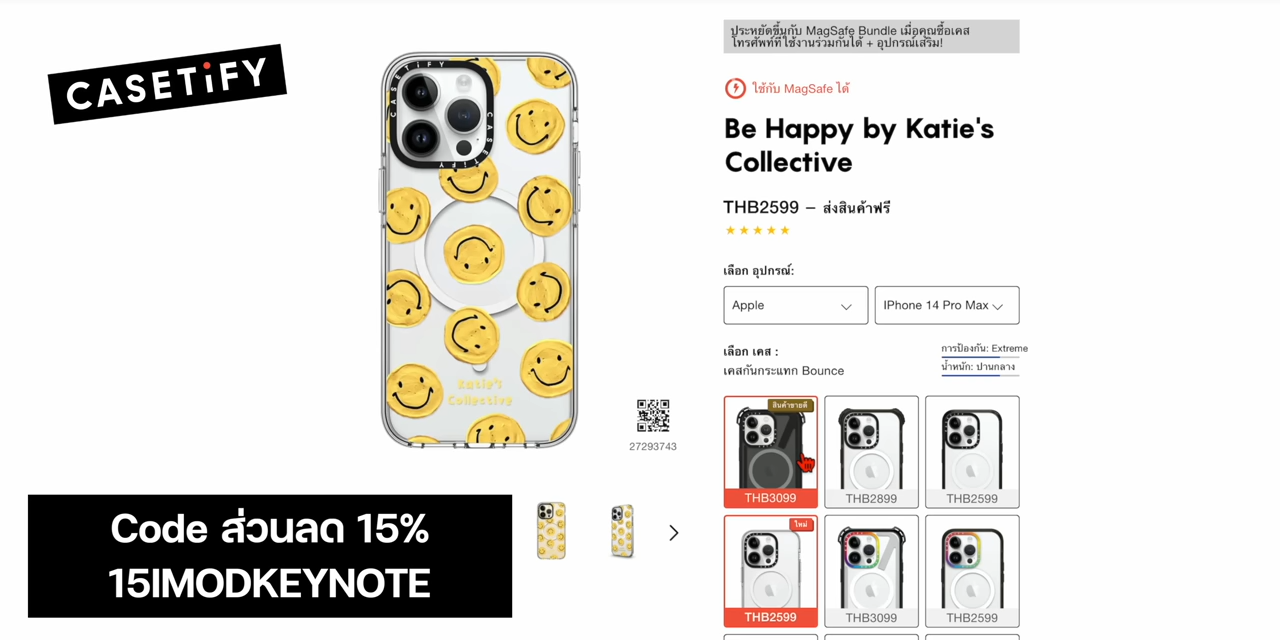 CASETiFY
CASETiFY
CASETiFY
CASETiFY
Katie's
Collective
27293743
Code ส่วนลด 15%
15IMODKEYNOTE
ประหยัดขึ้นกับ MagSafe Bundle เมื่อคุณซื้อเคส
โทรศัพท์ที่ใช้งานร่วมกันได้ + อุปกรณ์เสริม!
ใช้กับ MagSafe ได้
Be Happy by Katie's
Collective
THB2599 – ส่งสินค้าฟรี
เลือก อุปกรณ์:
Apple
IPhone 14 Pro Max
เลือก เคส :
เคสกันกระแทก Bounce
การป้องกัน: Extreme
น้ำหนัก: ปานกลาง
สินค้าขายดี
THB3099
THB2899
THB2599
ใหม่
THB2599
THB3099
THB2599